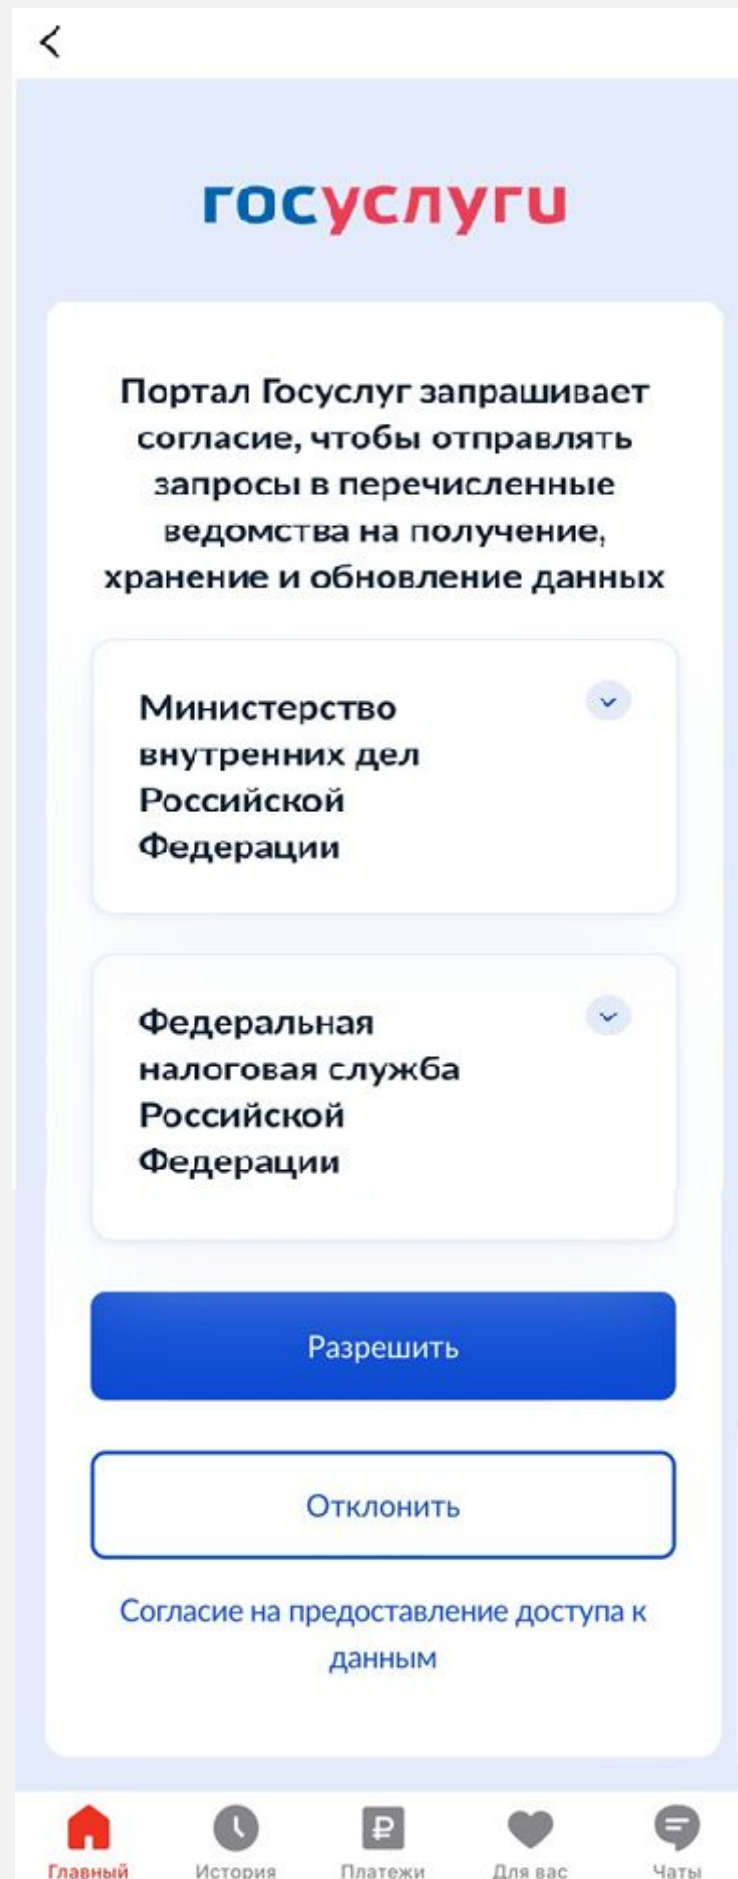 госуслуги
Портал Госуслуг запрашивает
согласие, чтобы отправлять
запросы в перечисленные
ведомства на получение,
хранение и обновление данных
Министерство
внутренних дел
Российской
Федерации
Федеральная
налоговая служба
Российской
Федерации
Разрешить
Отклонить
Согласие на предоставление доступа к
данным
Главный История Платежи Для вас Чаты